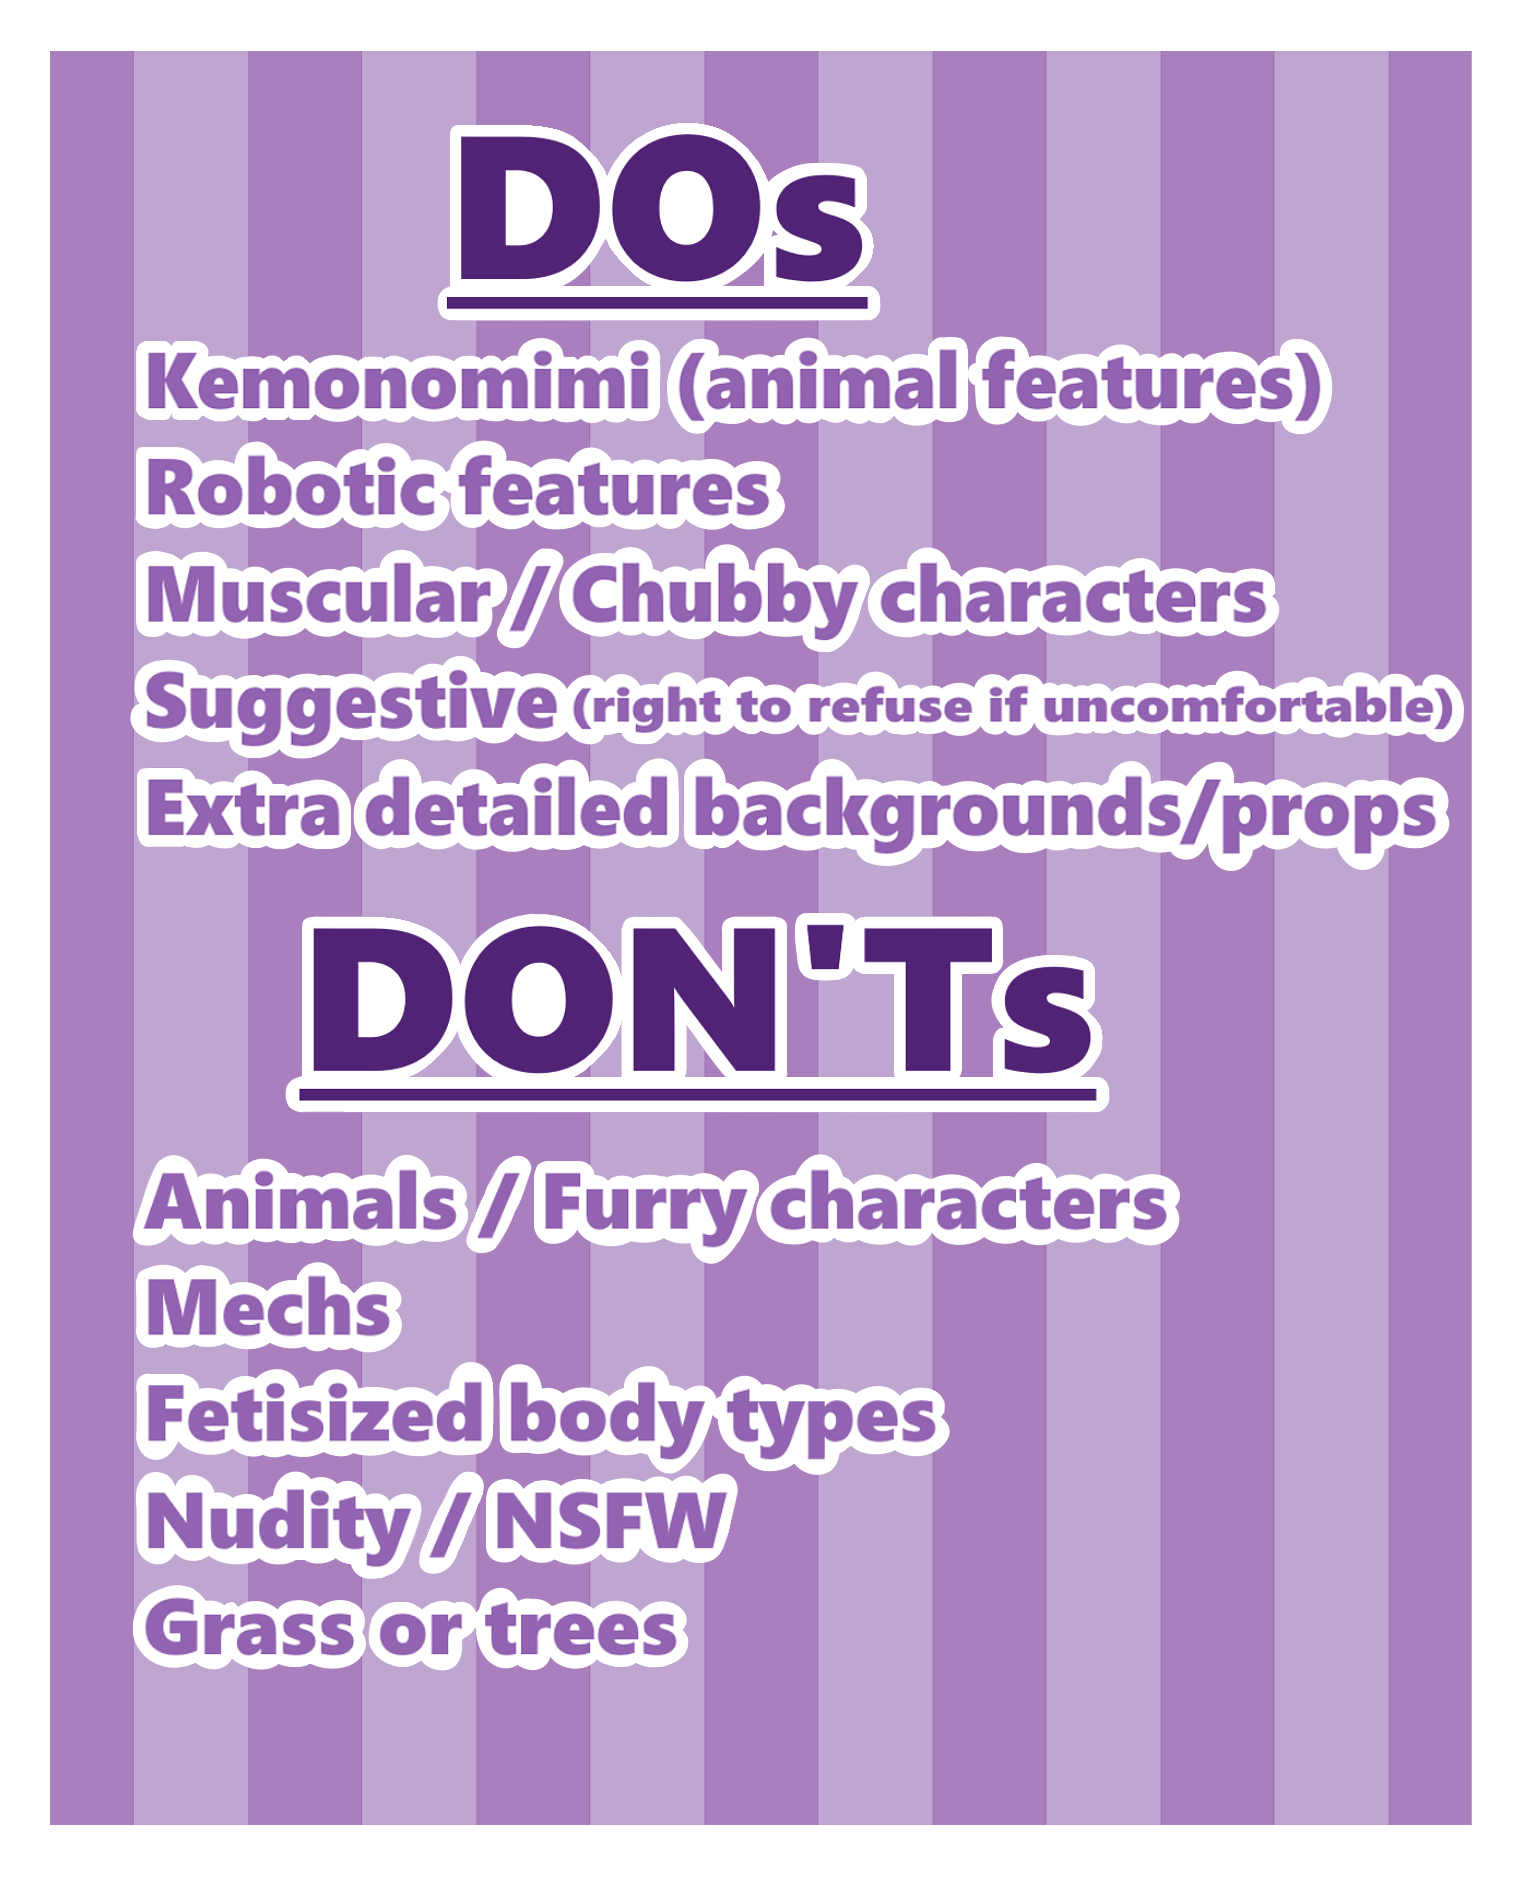 DOs
Kemonomimi (animal features)
Robotic features
Muscular / Chubby characters
Suggestive (right to refuse if uncomfortable)
Extra detailed backgrounds/props
DON'Ts
Animals / Furry characters
Mechs
Fetisized body types
Nudity / NSFW
Grass or trees